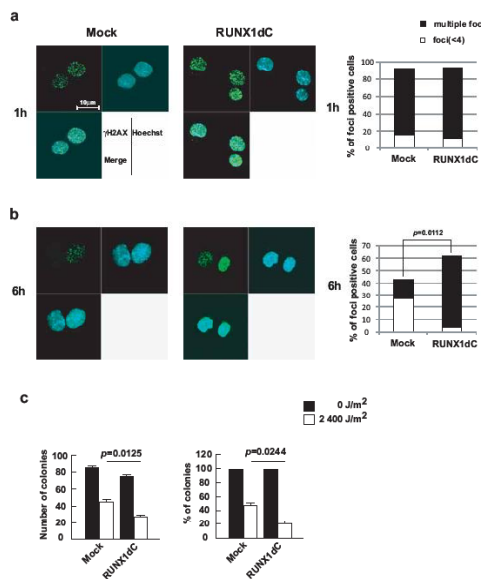 a
Mock
RUNX1dC
multiple foci
foci(<4)
1h
10μm
γH2AX
Hoechst
Merge
1h
% of foci positive cells
100
80
60
40
20
0
Mock
RUNX1dC
b
6h
6h
p=0.0112
% of foci positive cells
70
60
50
40
30
20
10
0
Mock
RUNX1dC
c
0 J/m²
2 400 J/m²
p=0.0125
Number of colonies
100
80
60
40
20
0
Mock
RUNX1dC
p=0.0244
% of colonies
120
100
80
60
40
20
0
Mock
RUNX1dC